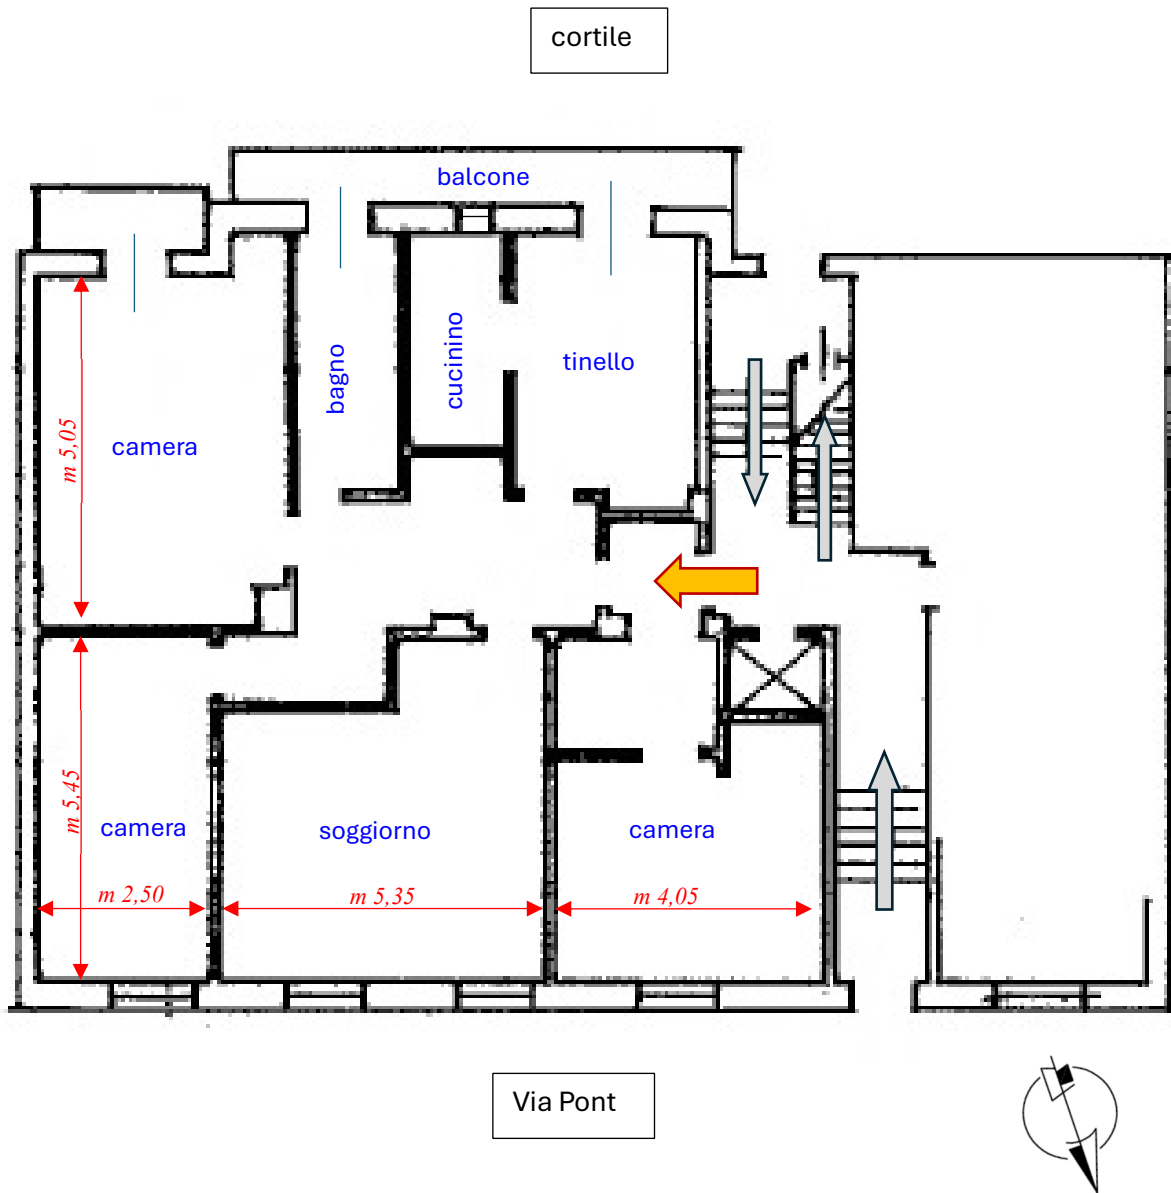 cortile
balcone
bagno
cucinino
tinello
camera
m 5,05
m 5,45
camera
soggiorno
camera
m 2,50
m 5,35
m 4,05
Via Pont